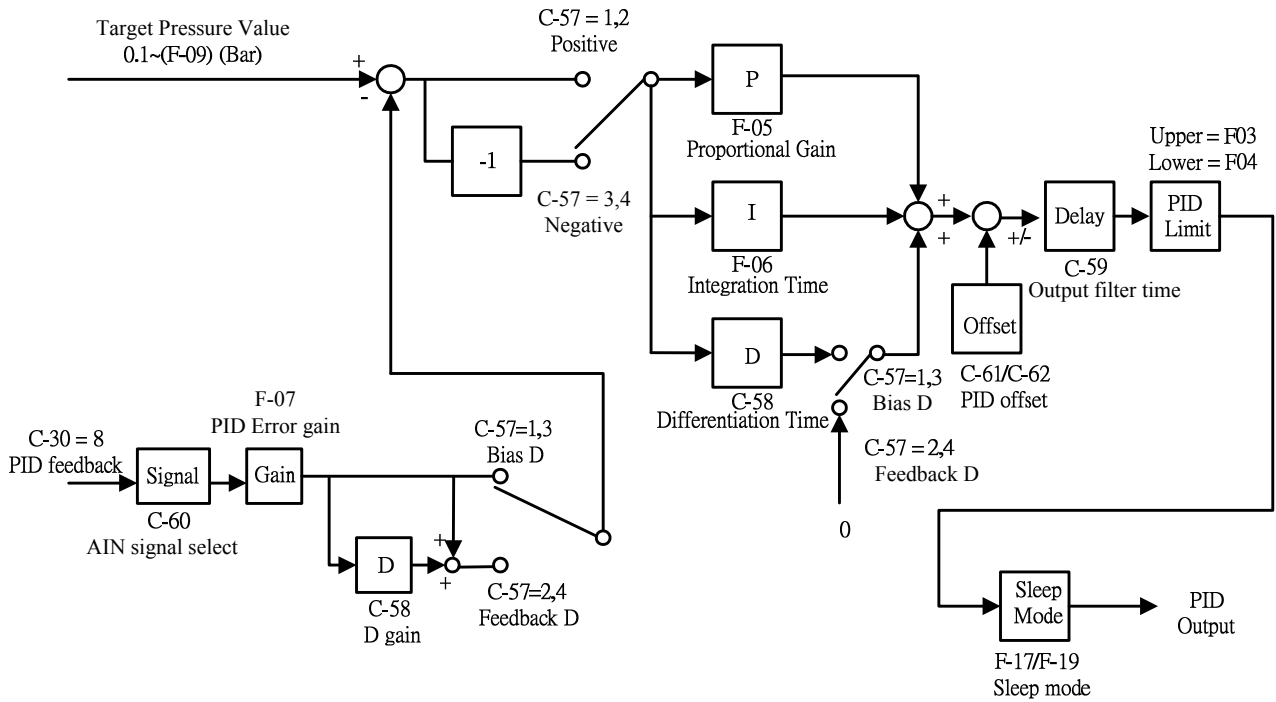 Target Pressure Value
0.1~(F-09) (Bar)
+
-
C-57 = 1,2
Positive
-1
C-57 = 3,4
Negative
P
F-05
Proportional Gain
I
F-06
Integration Time
D
C-58
Differentiation Time
C-57=1,3
Bias D
C-57 = 2,4
Feedback D
0
+
+
+/-
Offset
C-61/C-62
PID offset
Delay
C-59
Output filter time
Upper = F03
Lower = F04
PID
Limit
C-30 = 8
PID feedback
Signal
C-60
AIN signal select
F-07
PID Error gain
Gain
C-57=1,3
Bias D
D
C-58
D gain
+
+
C-57=2,4
Feedback D
Sleep
Mode
F-17/F-19
Sleep mode
PID
Output